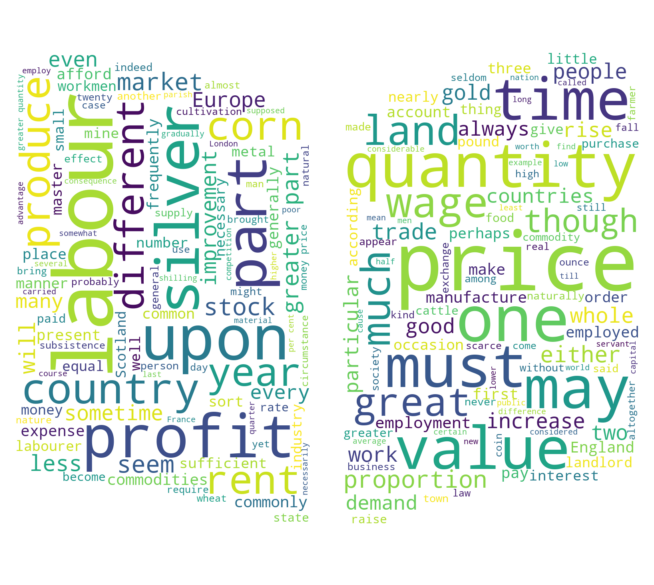 even
indeed
employ
afford
market
almost
workmen
twenty
another
parish
Europe
case
cultivation
supposed
greater quantity
produce
small
mine
labour
different
frequently
silver
gradually
London
corn
metal
effect
consequence
master
advantage
somewhat
supply
improvement
necessary
man
part
generally
natural
poor
brought
competition
higher
greater part
money price
place
several
bring
number
use
shilling
carried
probably
manner
general
might
many
common
stock
material
paid
upon
will
present
Scotland
well
subsistence
equal
person
day
year
per cent
circumstance
course
last
country
sort
every
money
sometime
France
quarter
rate
nature
profit
industry
expense
yet
labourer
seem
sufficient
rent
necessarily
less
commodities
become
require
wheat
commonly
state
little
three
people
seldom
nation
called
nearly
gold
time
long
farmer
account
thing
made
land
always
give
rise
fall
considerable
pound
worth
find
purchase
example
low
high
quantity
according
wage
countries
mean
men
food
least
still
though
trade
perhaps
commodity
appear
exchange
real
price
half
make
among
ounce
till
much
kind
manufacture
naturally
order
cause
cattle
good
one
whole
particular
society
occasion
scarce
come
employed
servant
must
without
world
said
either
lower
capital
great
first
never
public
may
altogether
difference
employment
increase
two
greater
average
certain
new
coin
considered
England
work
value
landlord
business
pay
interest
proportion
demand
town
law
raise